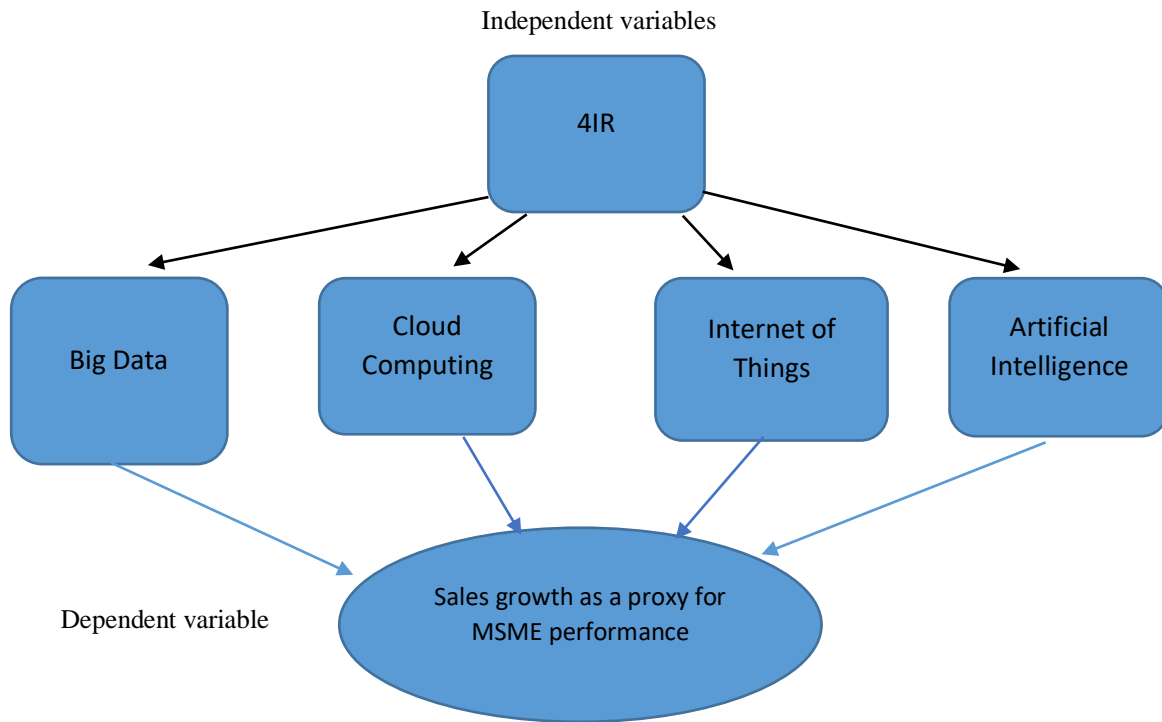 Independent variables
4IR
Big Data
Cloud
Computing
Internet of
Things
Artificial
Intelligence
Sales growth as a proxy for
MSME performance
Dependent variable